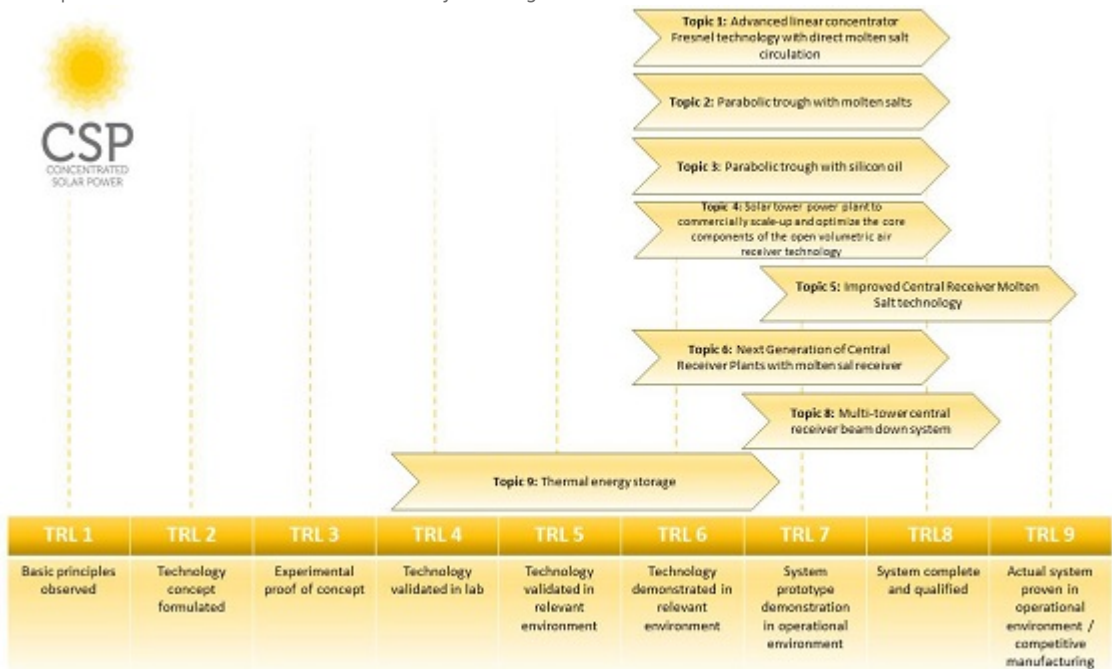 Topic 1: Advanced linear concentrator
Fresnel technology with direct molten salt
circulation
CSP
CONCENTRATED
SOLAR POWER
Topic 2: Parabolic trough with molten salts
Topic 3: Parabolic trough with silicon oil
Topic 4: Solar tower power plant to
commercially scale-up and optimize the core
components of the open volumetric air
receiver technology
Topic 5: Improved Central Receiver Molten
Salt technology
Topic 6: Next Generation of Central
Receiver Plants with molten sal receiver
Topic 8: Multi-tower central
receiver beam down system
Topic 9: Thermal energy storage
TRL 1
TRL 2
TRL 3
TRL 4
TRL 5
TRL 6
TRL 7
TRL8
TRL 9
Basic principles
observed
Technology
concept
formulated
Experimental
proof of concept
Technology
validated in lab
Technology
validated in
relevant
environment
Technology
demonstrated in
relevant
environment
System
prototype
demonstration
in operational
environment
System complete
and qualified
Actual system
proven in
operational
environment /
competitive
manufacturing